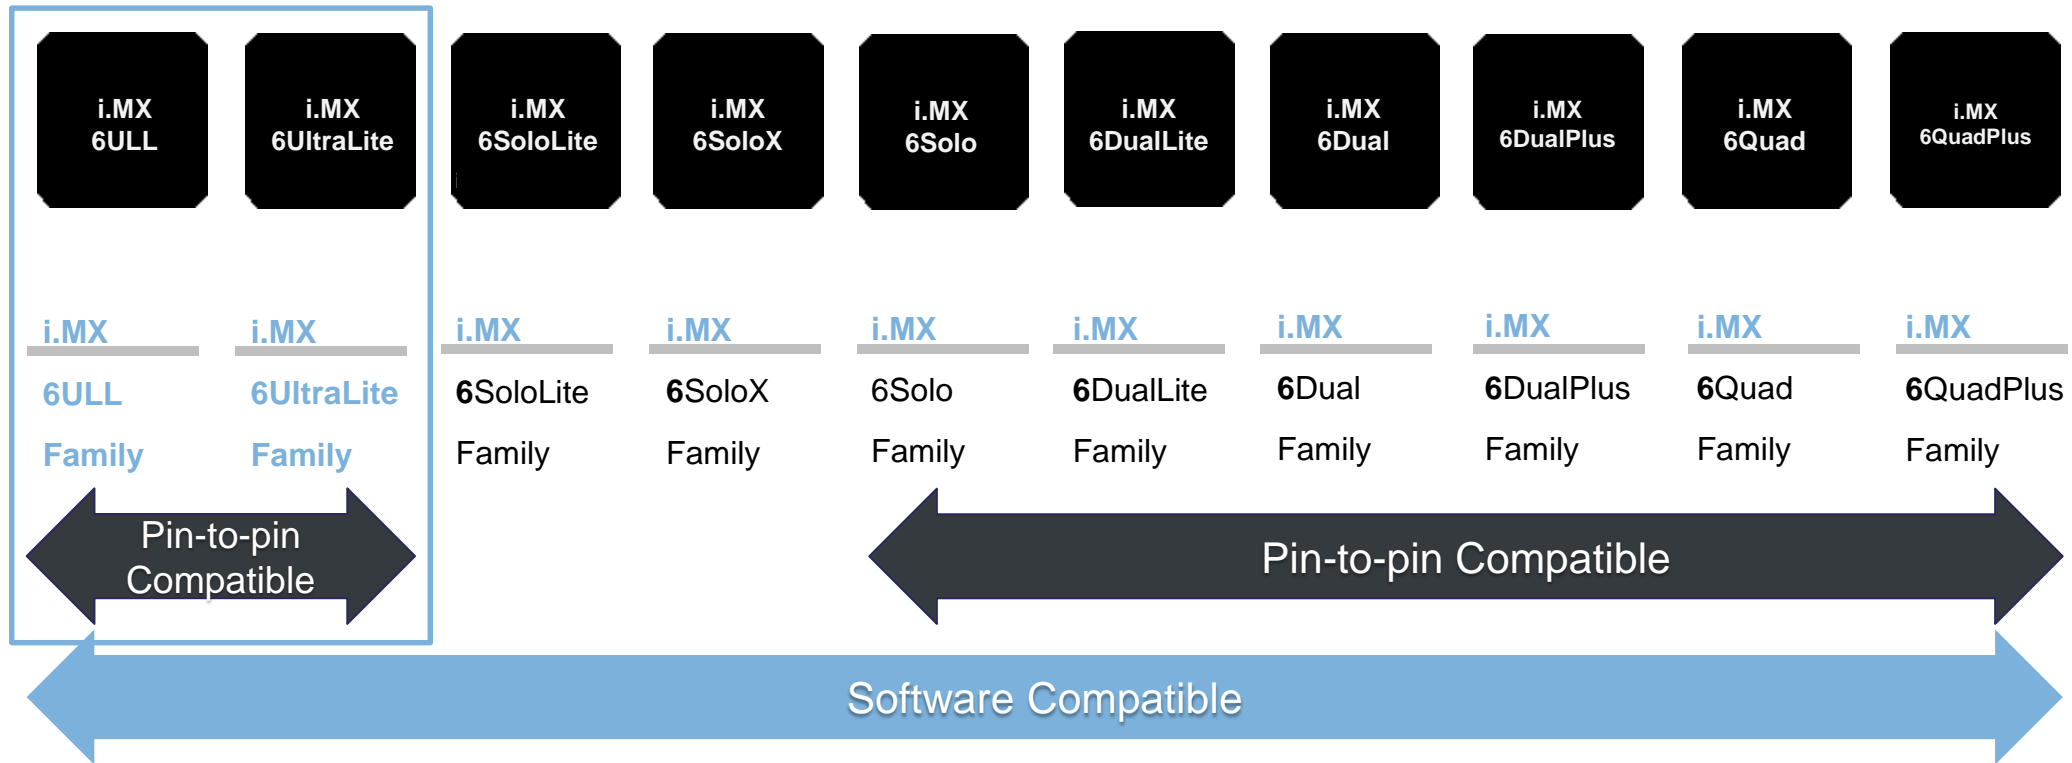 i.MX
6ULL
i.MX
6UltraLite
i.MX
6SoloLite
i.MX
6SoloX
i.MX
6Solo
i.MX
6DualLite
i.MX
6Dual
i.MX
6DualPlus
i.MX
6Quad
i.MX
6QuadPlus
i.MX
6ULL
Family
i.MX
6UltraLite
Family
i.MX
6SoloLite
Family
i.MX
6SoloX
Family
i.MX
6Solo
Family
i.MX
6DualLite
Family
i.MX
6Dual
Family
i.MX
6DualPlus
Family
i.MX
6Quad
Family
i.MX
6QuadPlus
Family
Pin-to-pin
Compatible
Pin-to-pin Compatible
Software Compatible